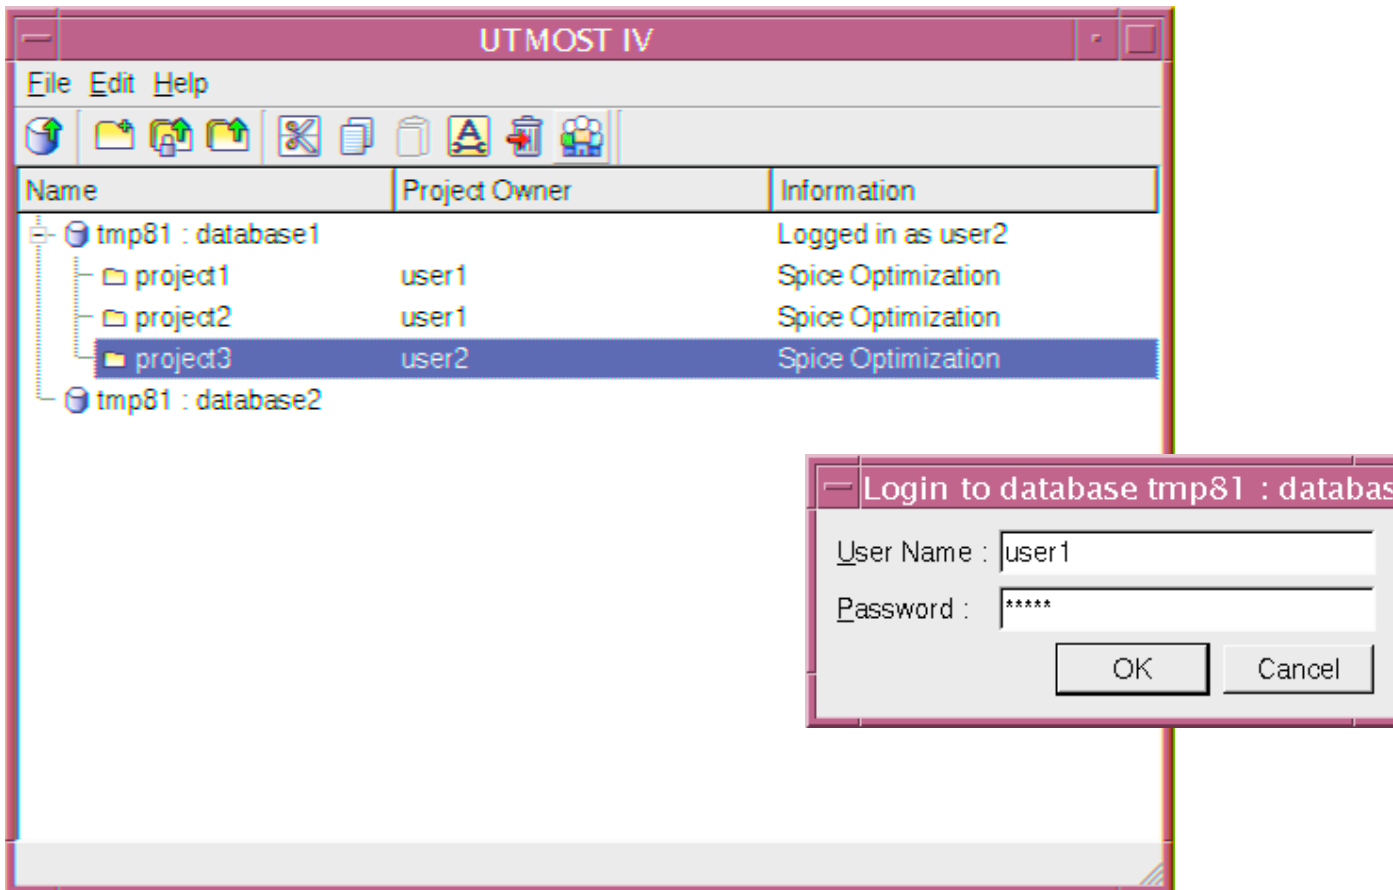 UTMOST IV
File Edit Help
Name Project Owner Information
tmp81 : database1 Logged in as user2
project1 user1 Spice Optimization
project2 user1 Spice Optimization
project3 user2 Spice Optimization
tmp81 : database2
Login to database tmp81 : databas
User Name : user1
Password : *****
OK Cancel